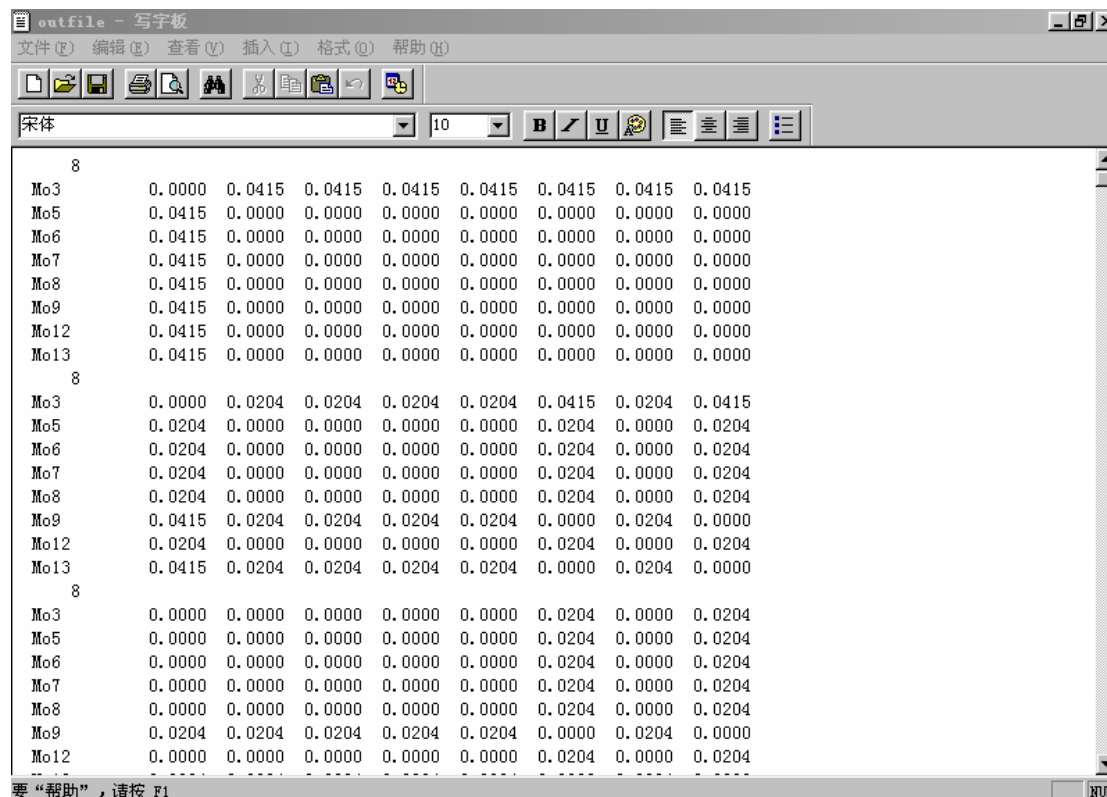 outfile - 写字板
文件(F) 编辑(E) 查看(V) 插入(I) 格式(O) 帮助(H)
宋体 10 B I U
8
Mo3 0.0000 0.0415 0.0415 0.0415 0.0415 0.0415 0.0415 0.0415
Mo5 0.0415 0.0000 0.0000 0.0000 0.0000 0.0000 0.0000 0.0000
Mo6 0.0415 0.0000 0.0000 0.0000 0.0000 0.0000 0.0000 0.0000
Mo7 0.0415 0.0000 0.0000 0.0000 0.0000 0.0000 0.0000 0.0000
Mo8 0.0415 0.0000 0.0000 0.0000 0.0000 0.0000 0.0000 0.0000
Mo9 0.0415 0.0000 0.0000 0.0000 0.0000 0.0000 0.0000 0.0000
Mo12 0.0415 0.0000 0.0000 0.0000 0.0000 0.0000 0.0000 0.0000
Mo13 0.0415 0.0000 0.0000 0.0000 0.0000 0.0000 0.0000 0.0000
8
Mo3 0.0000 0.0204 0.0204 0.0204 0.0204 0.0415 0.0204 0.0415
Mo5 0.0204 0.0000 0.0000 0.0000 0.0000 0.0204 0.0000 0.0204
Mo6 0.0204 0.0000 0.0000 0.0000 0.0000 0.0204 0.0000 0.0204
Mo7 0.0204 0.0000 0.0000 0.0000 0.0000 0.0204 0.0000 0.0204
Mo8 0.0204 0.0000 0.0000 0.0000 0.0000 0.0204 0.0000 0.0204
Mo9 0.0415 0.0204 0.0204 0.0204 0.0204 0.0000 0.0204 0.0000
Mo12 0.0204 0.0000 0.0000 0.0000 0.0000 0.0204 0.0000 0.0204
Mo13 0.0415 0.0204 0.0204 0.0204 0.0204 0.0000 0.0204 0.0000
8
Mo3 0.0000 0.0000 0.0000 0.0000 0.0000 0.0204 0.0000 0.0204
Mo5 0.0000 0.0000 0.0000 0.0000 0.0000 0.0204 0.0000 0.0204
Mo6 0.0000 0.0000 0.0000 0.0000 0.0000 0.0204 0.0000 0.0204
Mo7 0.0000 0.0000 0.0000 0.0000 0.0000 0.0204 0.0000 0.0204
Mo8 0.0000 0.0000 0.0000 0.0000 0.0000 0.0204 0.0000 0.0204
Mo9 0.0204 0.0204 0.0204 0.0204 0.0204 0.0000 0.0204 0.0000
Mo12 0.0000 0.0000 0.0000 0.0000 0.0000 0.0204 0.0000 0.0204
要“帮助”，请按 F1 NU